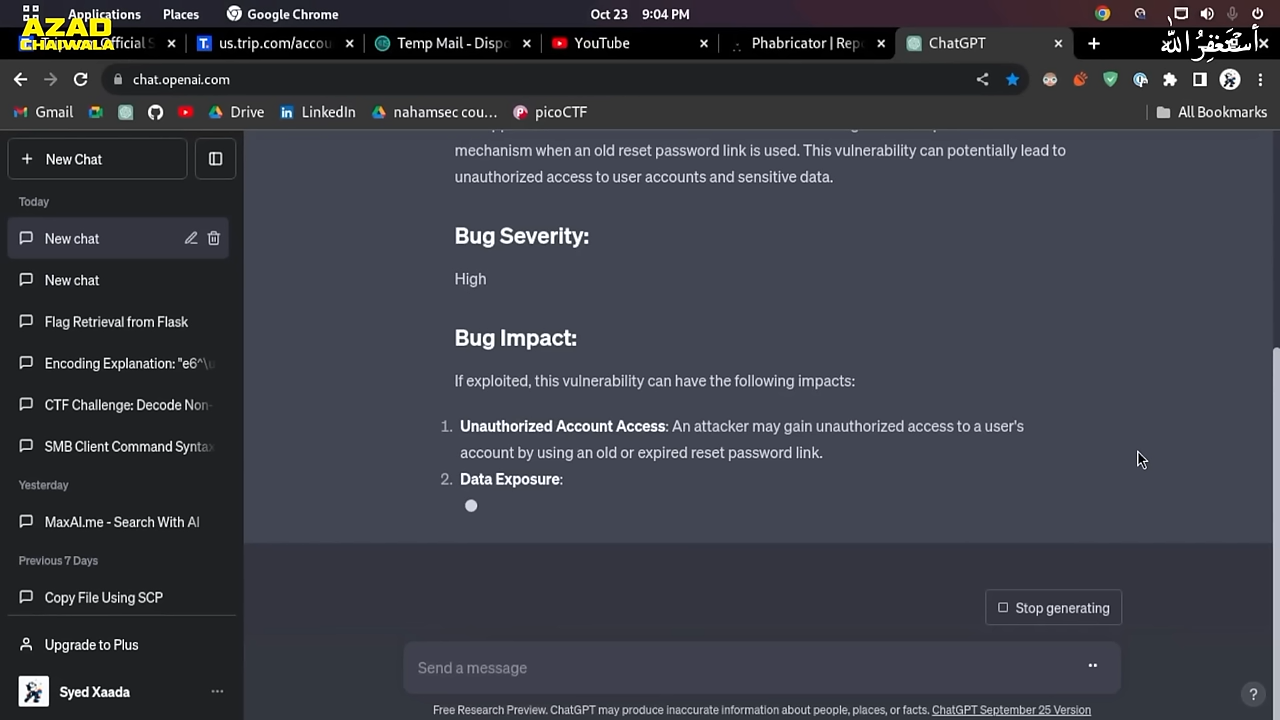 Applications Places Google Chrome Oct 23 9:04 PM
AZAD
CHAIWALA
أستغفر الله
us.trip.com/accou
Temp Mail - Dispo
YouTube
Phabricator | Rep
ChatGPT
chat.openai.com
Gmail Drive LinkedIn nahamsec cou... picoCTF All Bookmarks
New Chat
Today
New chat
New chat
Flag Retrieval from Flask
Encoding Explanation: "e6^\
CTF Challenge: Decode Non-
SMB Client Command Syntax
Yesterday
MaxAI.me - Search With AI
Previous 7 Days
Copy File Using SCP
Upgrade to Plus
Syed Xaada
mechanism when an old reset password link is used. This vulnerability can potentially lead to
unauthorized access to user accounts and sensitive data.
Bug Severity:
High
Bug Impact:
If exploited, this vulnerability can have the following impacts:
1. Unauthorized Account Access: An attacker may gain unauthorized access to a user's
account by using an old or expired reset password link.
2. Data Exposure:
Stop generating
Send a message
Free Research Preview. ChatGPT may produce inaccurate information about people, places, or facts. ChatGPT September 25 Version
?